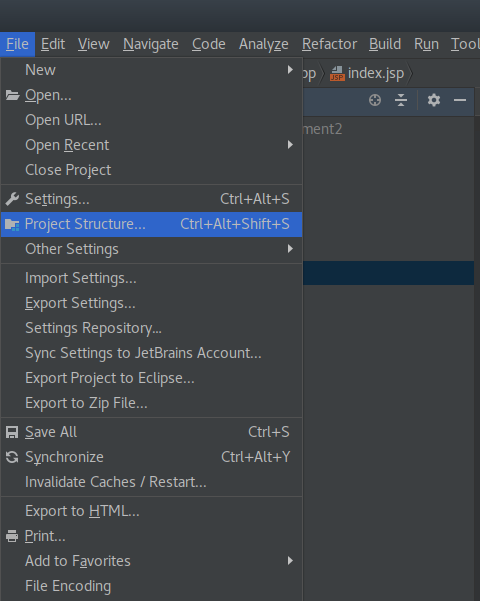 File Edit View Navigate Code Analyze Refactor Build Run Tool
pp index.jsp
New
Open...
ment2
Open URL...
Open Recent
Close Project
Settings... Ctrl+Alt+S
Project Structure... Ctrl+Alt+Shift+S
Other Settings
Import Settings...
Export Settings...
Settings Repository...
Sync Settings to JetBrains Account...
Export Project to Eclipse...
Export to Zip File...
Save All Ctrl+S
Synchronize Ctrl+Alt+Y
Invalidate Caches / Restart...
Export to HTML...
Print...
Add to Favorites
File Encoding